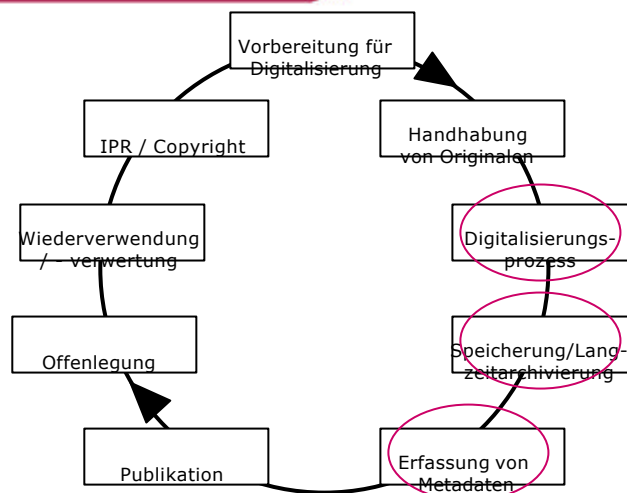 Vorbereitung für
Digitalisierung
Handhabung
von Originalen
Digitalisierungs-
prozess
Speicherung/Lang-
zeitarchivierung
Erfassung von
Metadaten
Publikation
Offenlegung
Wiederverwendung
/ - verwertung
IPR / Copyright